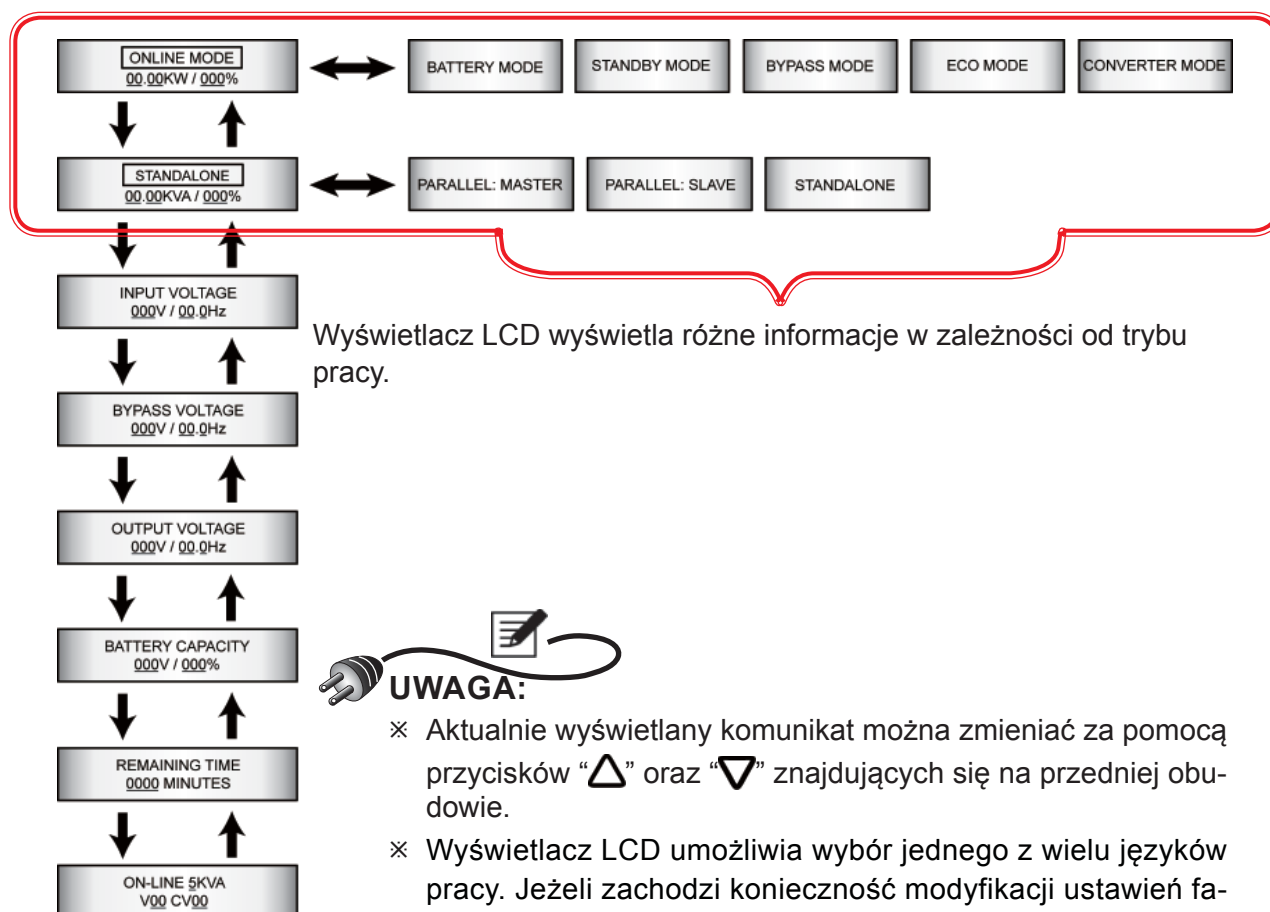 ONLINE MODE
00.00KW / 000%
BATTERY MODE
STANDBY MODE
BYPASS MODE
ECO MODE
CONVERTER MODE
STANDALONE
00.00KVA / 000%
PARALLEL: MASTER
PARALLEL: SLAVE
STANDALONE
INPUT VOLTAGE
000V / 00.0Hz
Wyświetlacz LCD wyświetla różne informacje w zależności od trybu
pracy.
BYPASS VOLTAGE
000V / 00.0Hz
OUTPUT VOLTAGE
000V / 00.0Hz
BATTERY CAPACITY
000V / 000%
REMAINING TIME
0000 MINUTES
ON-LINE 5KVA
V00 CV00
UWAGA:
※ Aktualnie wyświetlany komunikat można zmieniać za pomocą
przycisków “△” oraz “▽” znajdujących się na przedniej obu-
dowie.
※ Wyświetlacz LCD umożliwia wybór jednego z wielu języków
pracy. Jeżeli zachodzi konieczność modyfikacji ustawień fa-